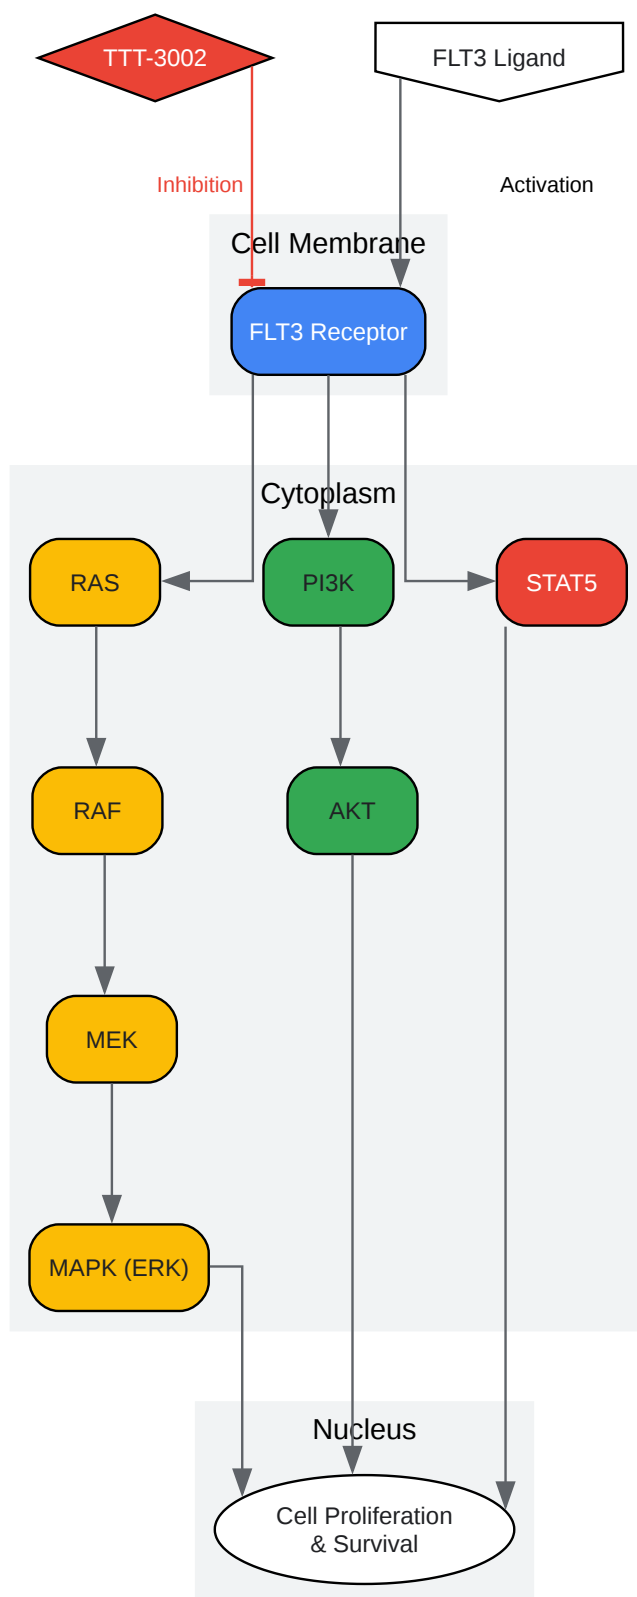 TTT-3002
FLT3 Ligand
Inhibition
Activation
Cell Membrane
FLT3 Receptor
Cytoplasm
RAS
PI3K
STAT5
RAF
AKT
MEK
MAPK (ERK)
Nucleus
Cell Proliferation
& Survival